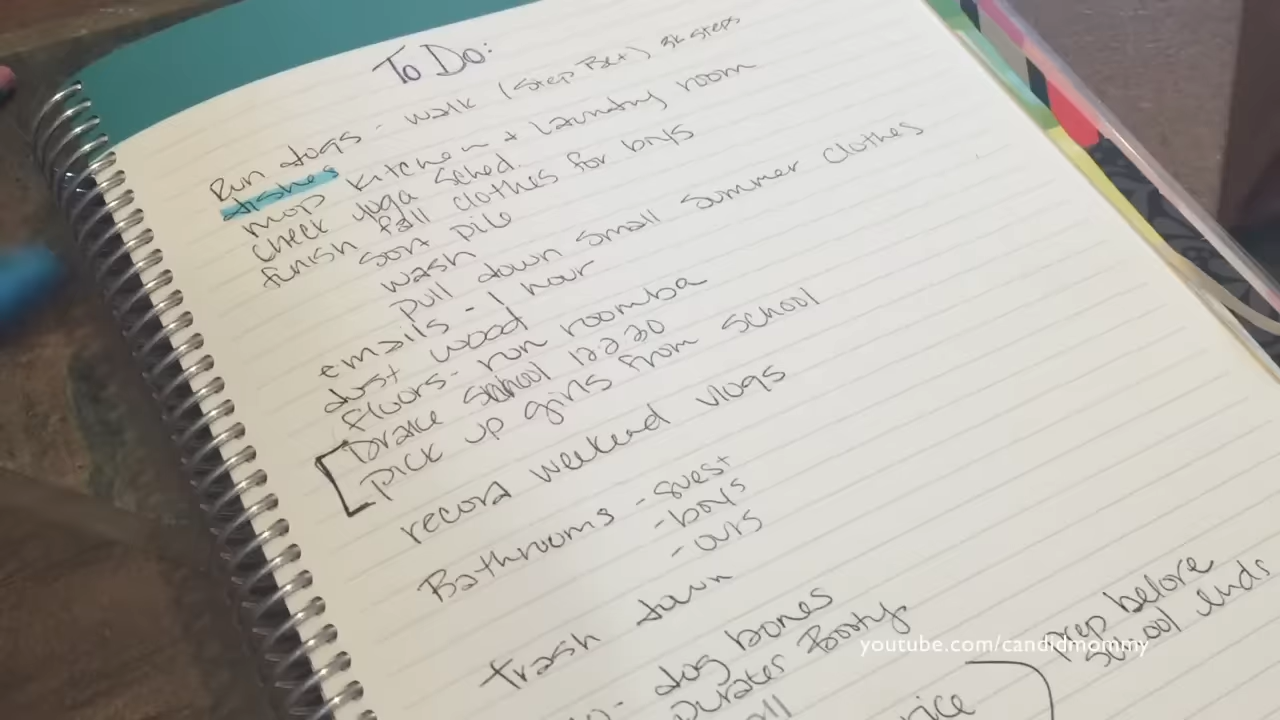 To Do:
Run dogs - walk (Step Bet) 3k steps
dishes
mop kitchen + laundry room
check yoga sched.
finish fall clothes for boys
sort pile
wash
pull down small summer clothes
emails - 1 hour
dust wood
floors - run roomba
Drake school 12:20
pick up girls from school
record weekend vlogs
Bathrooms - guest
- boys
- ours
trash down
dog bones
Pirates Booty
prep before
school ends
youtube.com/candidmommy